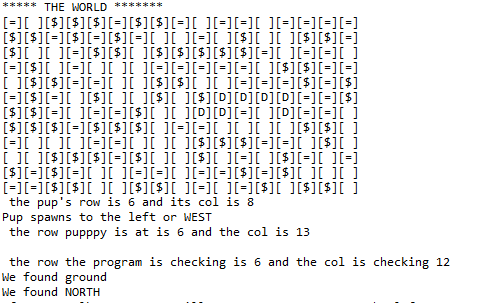 ***** THE WORLD *******
[=][ ][$][$][$][=][$][$][=][ ][=][=][ ][=][=][=][=]
[$][$][=][$][=][$][=][ ][ ][=][ ][$][ ][ ][$][=][=]
[$][ ][=][ ][=][ ][$][$][$][$][$][ ][ ][=][=][=][ ]
[=][$][ ][ ][=][ ][=][=][=][ ][=][ ][ ][$][$][=][=]
[ ][$][$][=][=][ ][ ][$][$][ ][ ][=][=][=][$][=][$]
[=][$][=][ ][$][ ][ ][$][ ][$][D][D][D][D][=][=][$]
[$][$][=][ ][=][=][$][ ][ ][D][D][=][ ][D][=][=][ ]
[$][$][$][$][=][$][$][ ][=][=][ ][ ][ ][ ][$][$][ ]
[=][ ][ ][=][ ][ ][ ][ ][ ][$][$][$][=][=][ ][$][ ]
[ ][ ][$][$][$][=][$][ ][ ][=][ ][=][ ][$][=][ ][=]
[$][=][$][=][ ][=][$][=][ ][ ][=][=][=][$][ ][ ][ ]
[=][=][$][$][ ][ ][$][$][=][ ][=][=][$][ ][$][$][ ]
the pup's row is 6 and its col is 8
Pup spawns to the left or WEST
the row pupppy is at is 6 and the col is 13
the row the program is checking is 6 and the col is checking 12
We found ground
We found NORTH